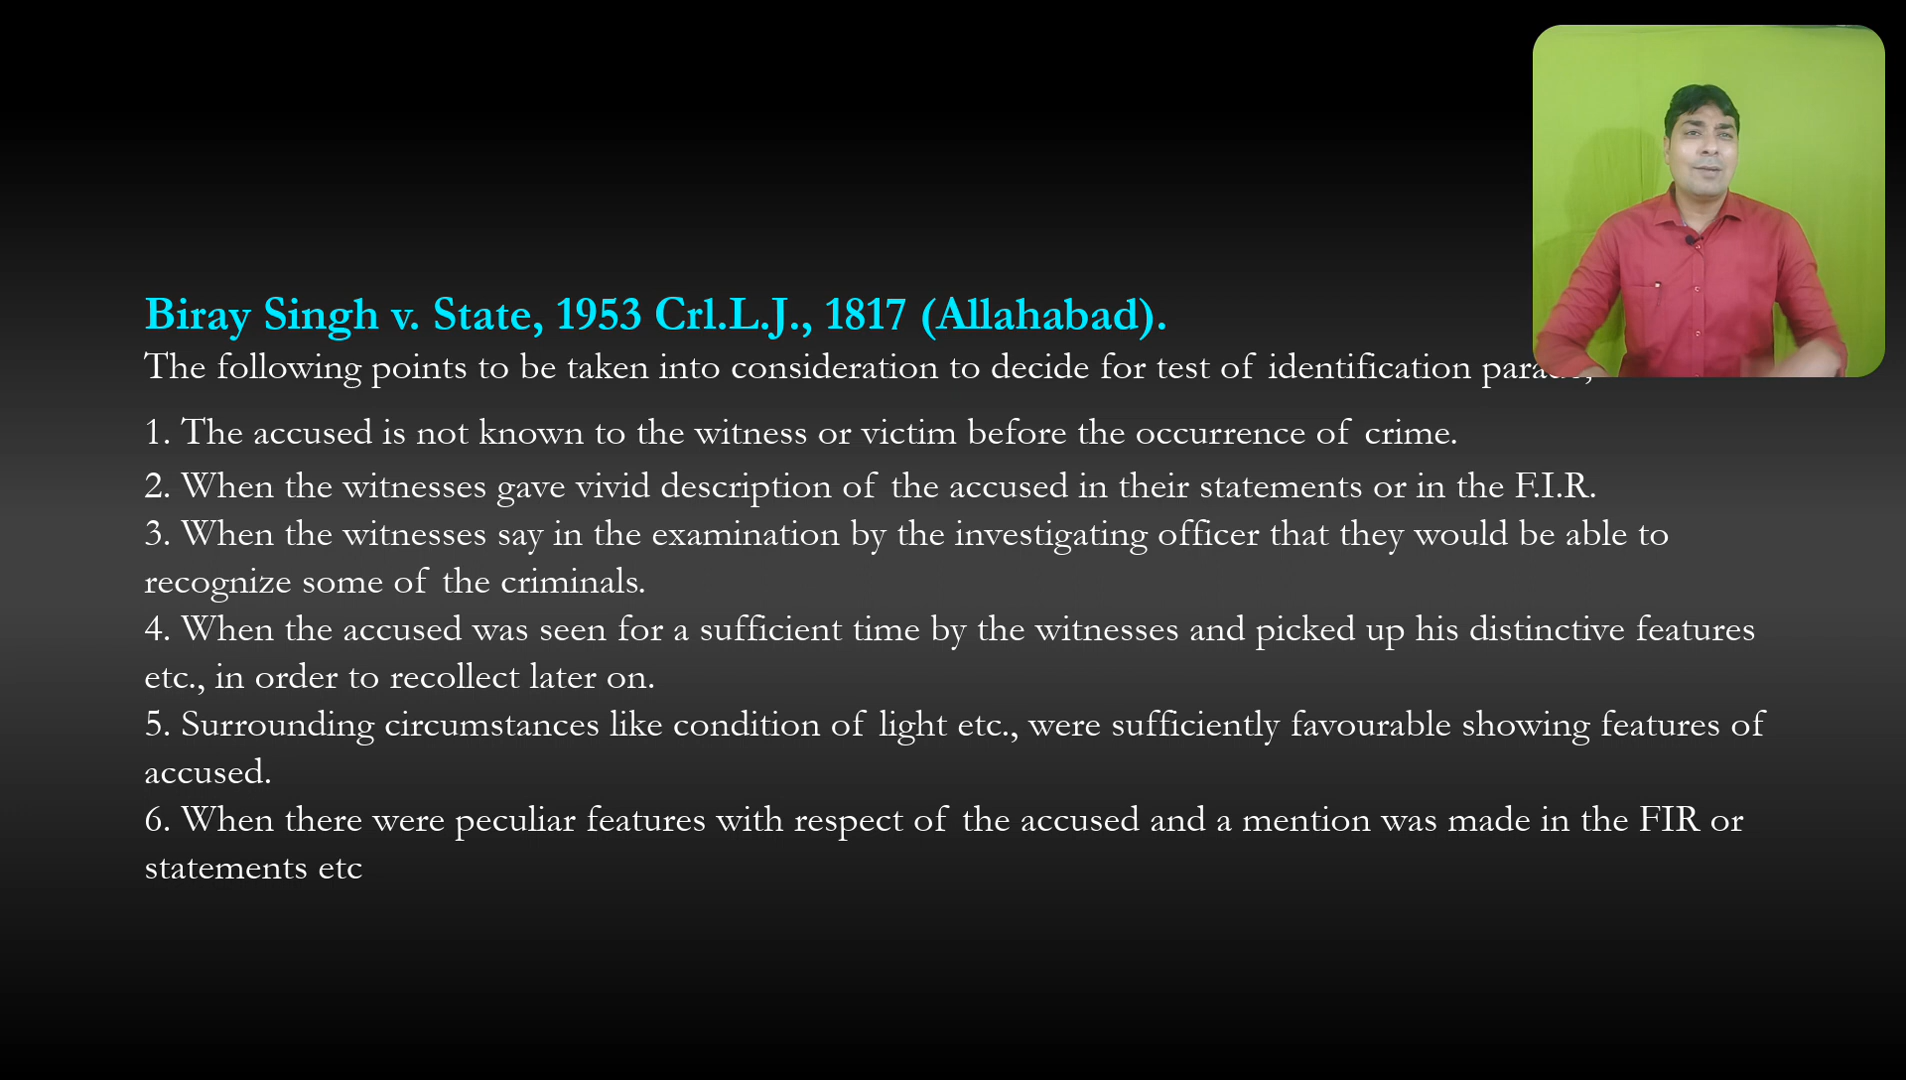 Biray Singh v. State, 1953 Crl.L.J., 1817 (Allahabad).
The following points to be taken into consideration to decide for test of identification parade,
1. The accused is not known to the witness or victim before the occurrence of crime.
2. When the witnesses gave vivid description of the accused in their statements or in the F.I.R.
3. When the witnesses say in the examination by the investigating officer that they would be able to
recognize some of the criminals.
4. When the accused was seen for a sufficient time by the witnesses and picked up his distinctive features
etc., in order to recollect later on.
5. Surrounding circumstances like condition of light etc., were sufficiently favourable showing features of
accused.
6. When there were peculiar features with respect of the accused and a mention was made in the FIR or
statements etc